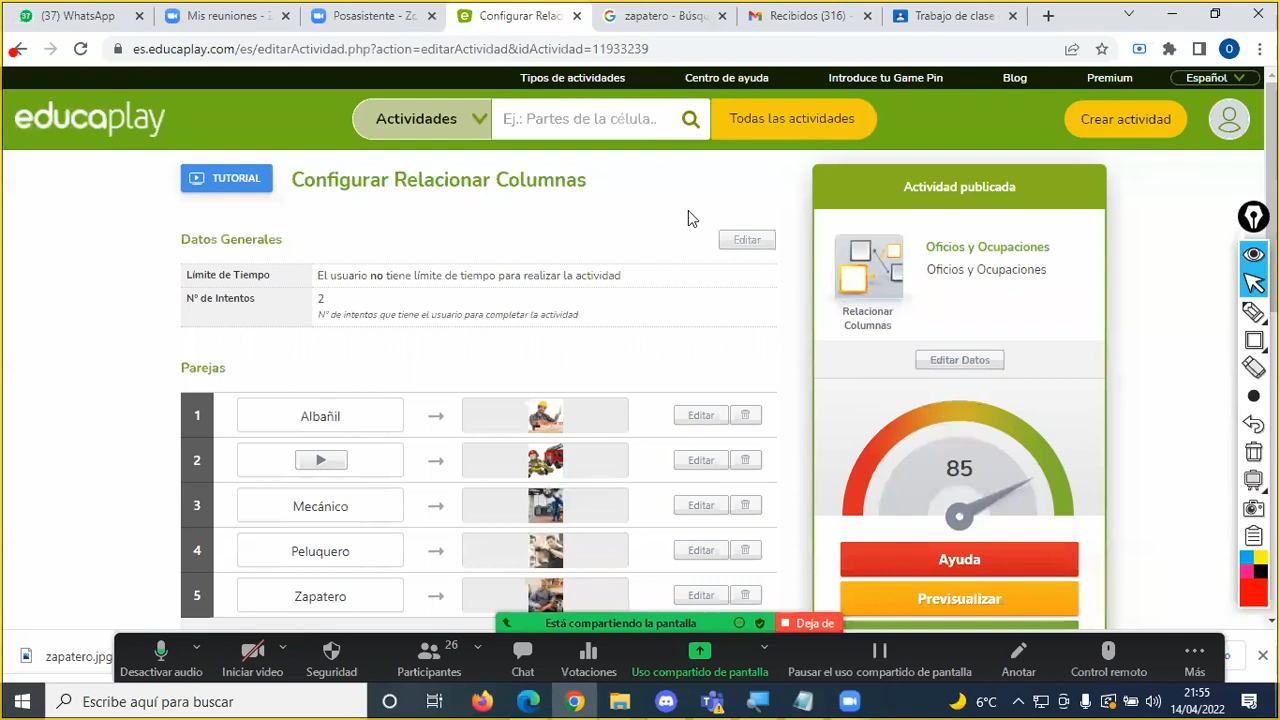 (37) WhatsApp
Mis reuniones - Z
Posasistente - Zo
Configurar Relac
zapatero - Búsq
Recibidos (316) -
Trabajo de clase
es.educaplay.com/es/editarActividad.php?action=editarActividad&idActividad=11933239
O
Tipos de actividades
Centro de ayuda
Introduce tu Game Pin
Blog
Premium
Español
educaplay
Actividades
Ej.: Partes de la célula..
Todas las actividades
Crear actividad
TUTORIAL
Configurar Relacionar Columnas
Actividad publicada
Datos Generales
Editar
Oficios y Ocupaciones
Oficios y Ocupaciones
Límite de Tiempo
El usuario no tiene límite de tiempo para realizar la actividad
Nº de Intentos
2
Nº de intentos que tiene el usuario para completar la actividad
Relacionar
Columnas
Editar Datos
Parejas
1
Albañil
Editar
2
Editar
3
Mecánico
Editar
4
Peluquero
Editar
5
Zapatero
Editar
85
Ayuda
Previsualizar
Está compartiendo la pantalla
Deja de
zapatero.jpg
Desactivar audio
Iniciar video
Seguridad
26
Participantes
Chat
Votaciones
Uso compartido de pantalla
Pausar el uso compartido de pantalla
Anotar
Control remoto
Más
Escribe aquí para buscar
6°C
21:55
14/04/2022